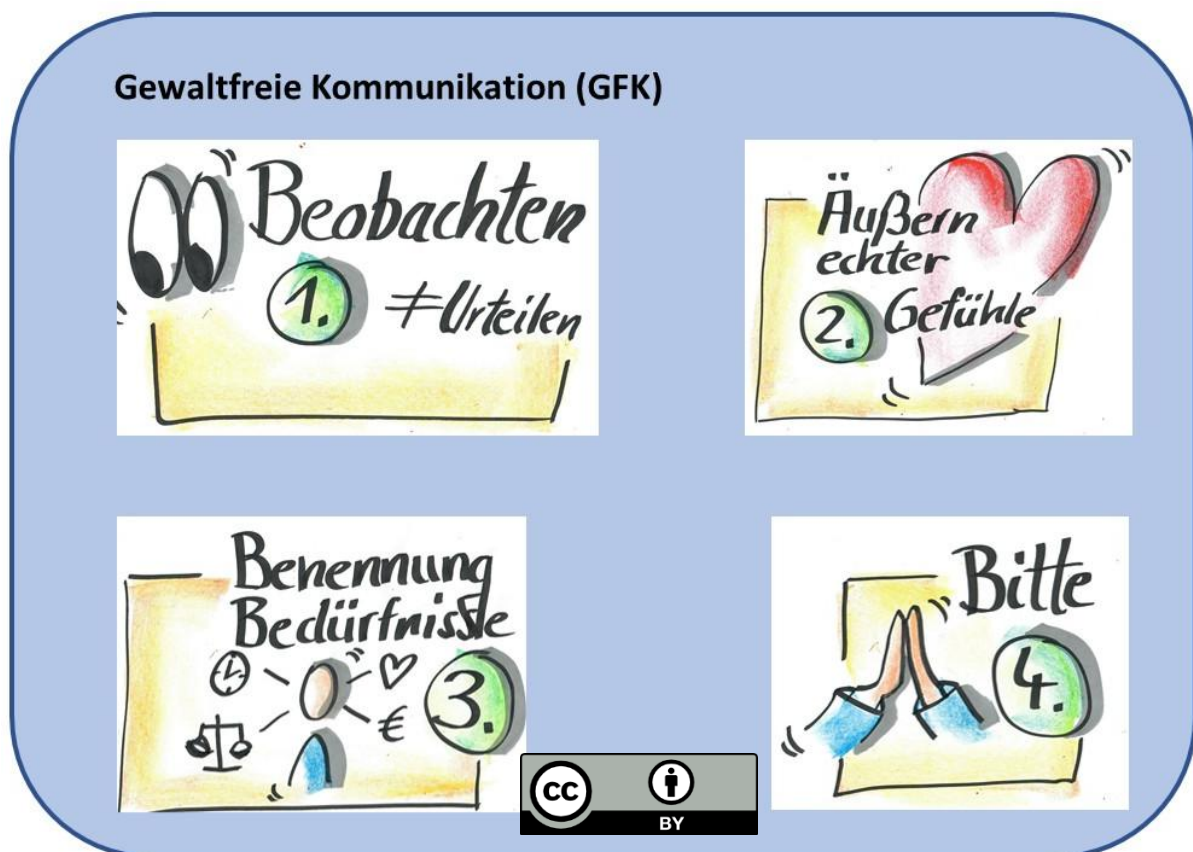 Gewaltfreie Kommunikation (GFK)
Beobachten
1. ≠Urteilen
Äußern
echter
2. Gefühle
Benennung
Bedürfnisse
3.
€
Bitte
4.
cc
BY